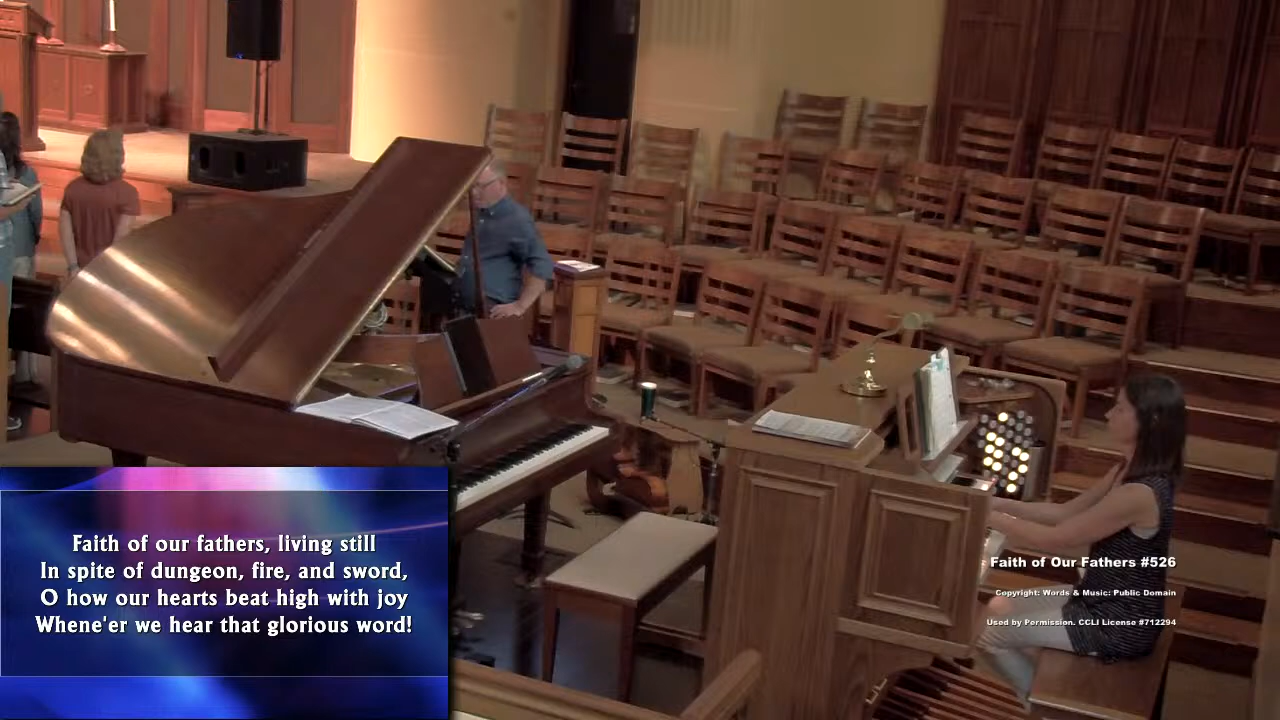 Faith of our fathers, living still
In spite of dungeon, fire, and sword,
O how our hearts beat high with joy
Whene'er we hear that glorious word!
Faith of Our Fathers #526
Copyright: Words & Music: Public Domain
Used by Permission. CCLI License #712294